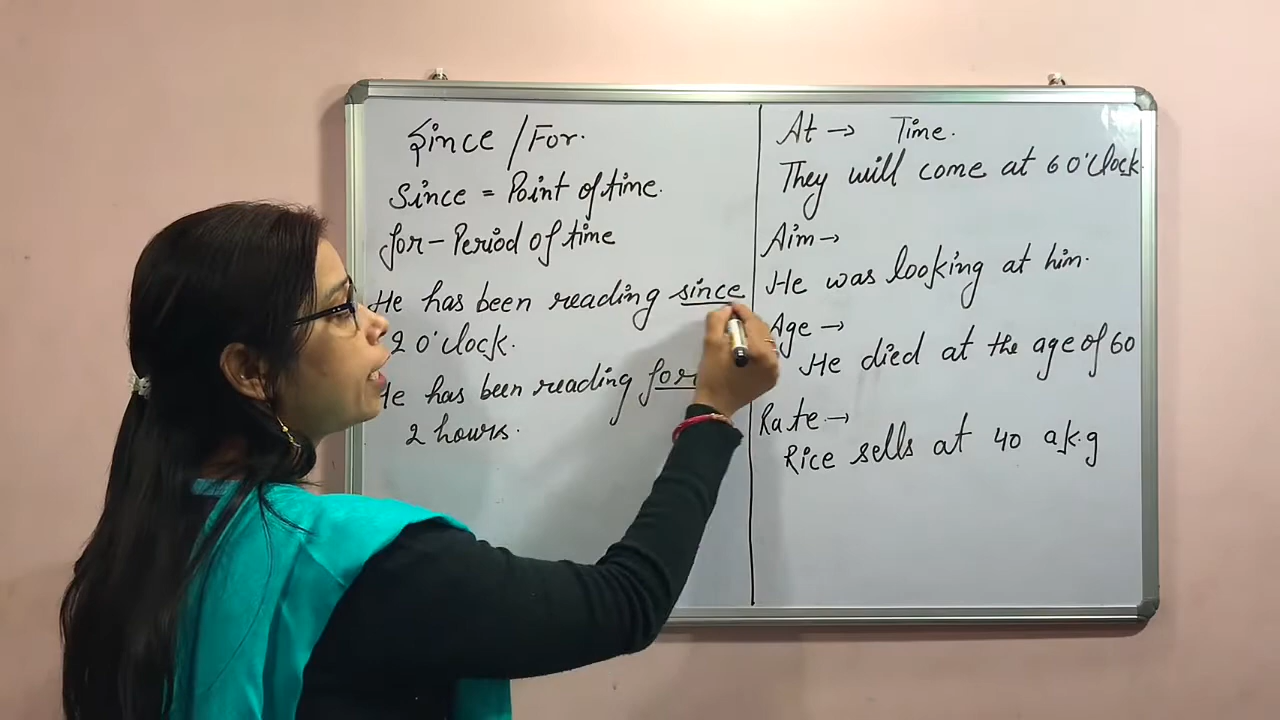 Since / For.
Since = Point of time.
for - Period of time
He has been reading since
2 o'clock.
He has been reading for
2 hours.
At → Time.
They will come at 6 o'clock.
Aim →
He was looking at him.
Age →
He died at the age of 60
Rate →
Rice sells at 40 a k.g